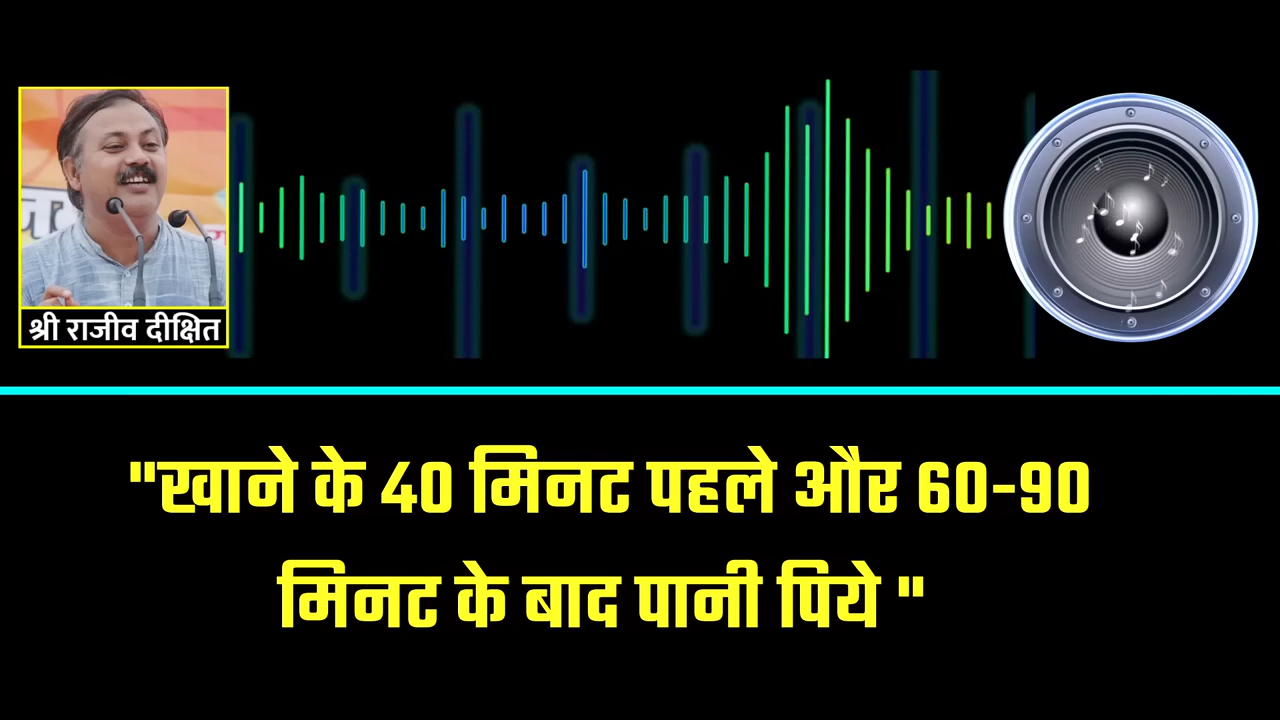 श्री राजीव दीक्षित
"खाने के 40 मिनट पहले और 60-90
मिनट के बाद पानी पिये "